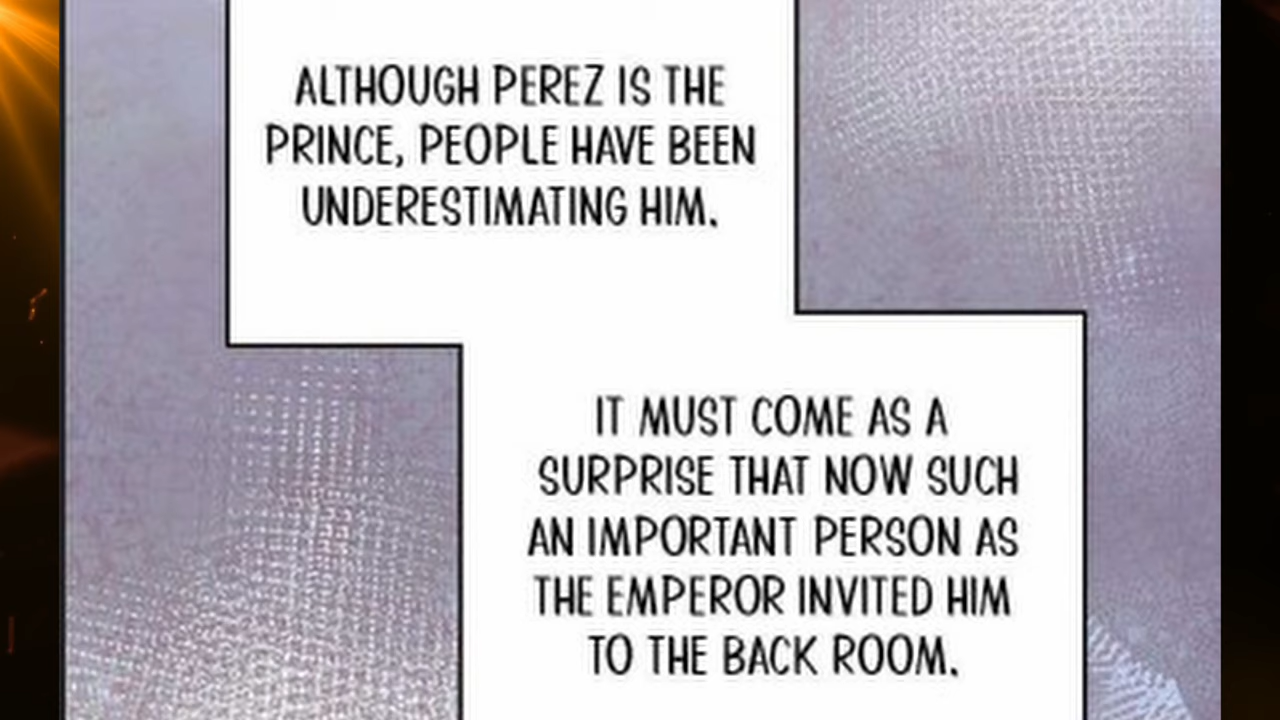 ALTHOUGH PEREZ IS THE
PRINCE, PEOPLE HAVE BEEN
UNDERESTIMATING HIM.
IT MUST COME AS A
SURPRISE THAT NOW SUCH
AN IMPORTANT PERSON AS
THE EMPEROR INVITED HIM
TO THE BACK ROOM.